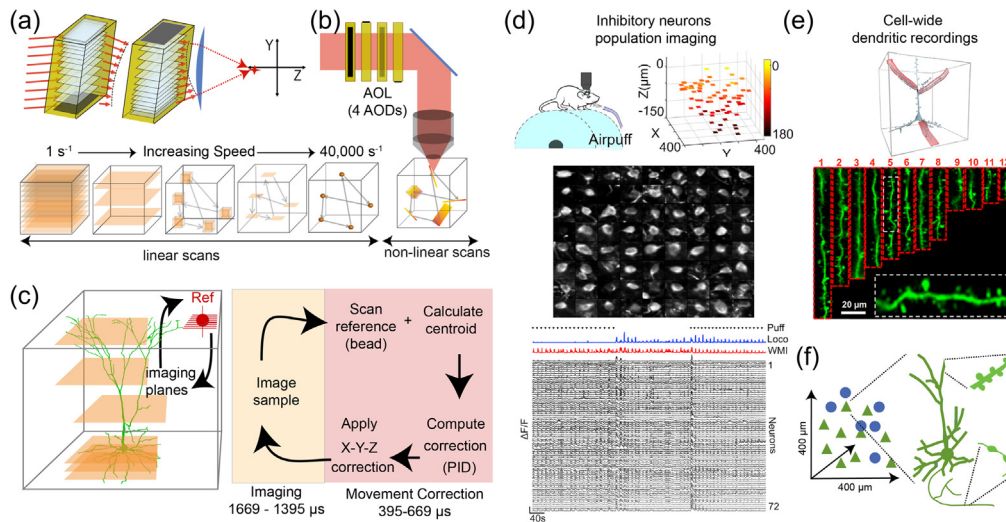 (a)
Y
Z
(b)
AOL
(4 AODs)
1 s⁻¹
Increasing Speed
40,000 s⁻¹
linear scans
non-linear scans
(c)
Ref
imaging
planes
Scan
reference
(bead)
+
Calculate
centroid
Image
sample
Apply
X-Y-Z
correction
Compute
correction
(PID)
Imaging
1669 - 1395 µs
Movement Correction
395-669 µs
(d)
Inhibitory neurons
population imaging
Airpuff
Z(µm)
0
-150
X
400
Y
400
0
180
Puff
Loco
WMI
1
Neurons
72
ΔF/F
40s
(e)
Cell-wide
dendritic recordings
1 2 3 4 5 6 7 8 9 10 11 12
20 µm
(f)
400 µm
400 µm